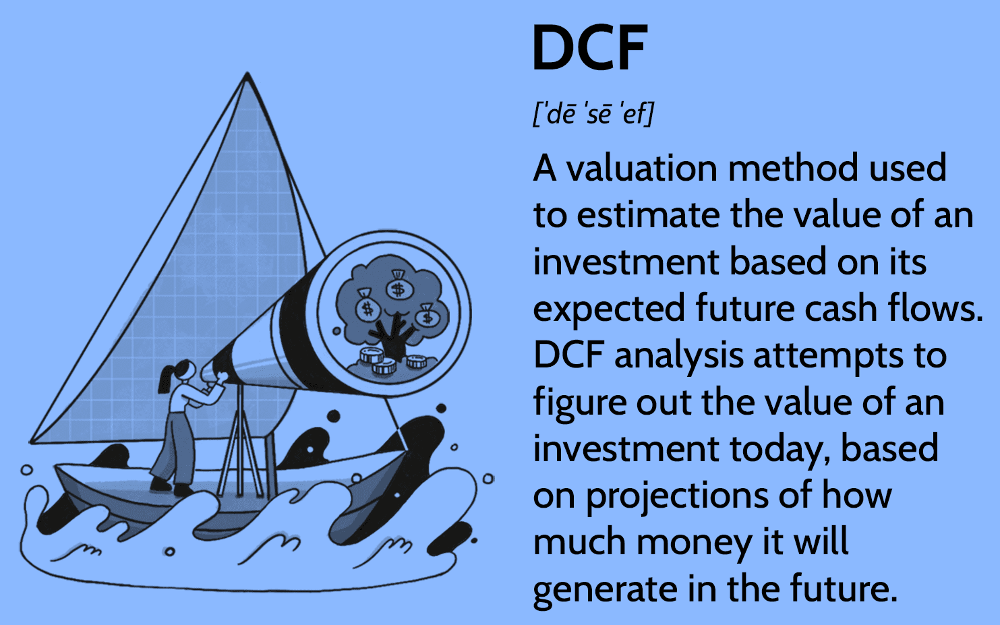 DCF
[ˈdē ˈsē ˈef]
A valuation method used
to estimate the value of an
investment based on its
expected future cash flows.
DCF analysis attempts to
figure out the value of an
investment today, based
on projections of how
much money it will
generate in the future.
$
$
$